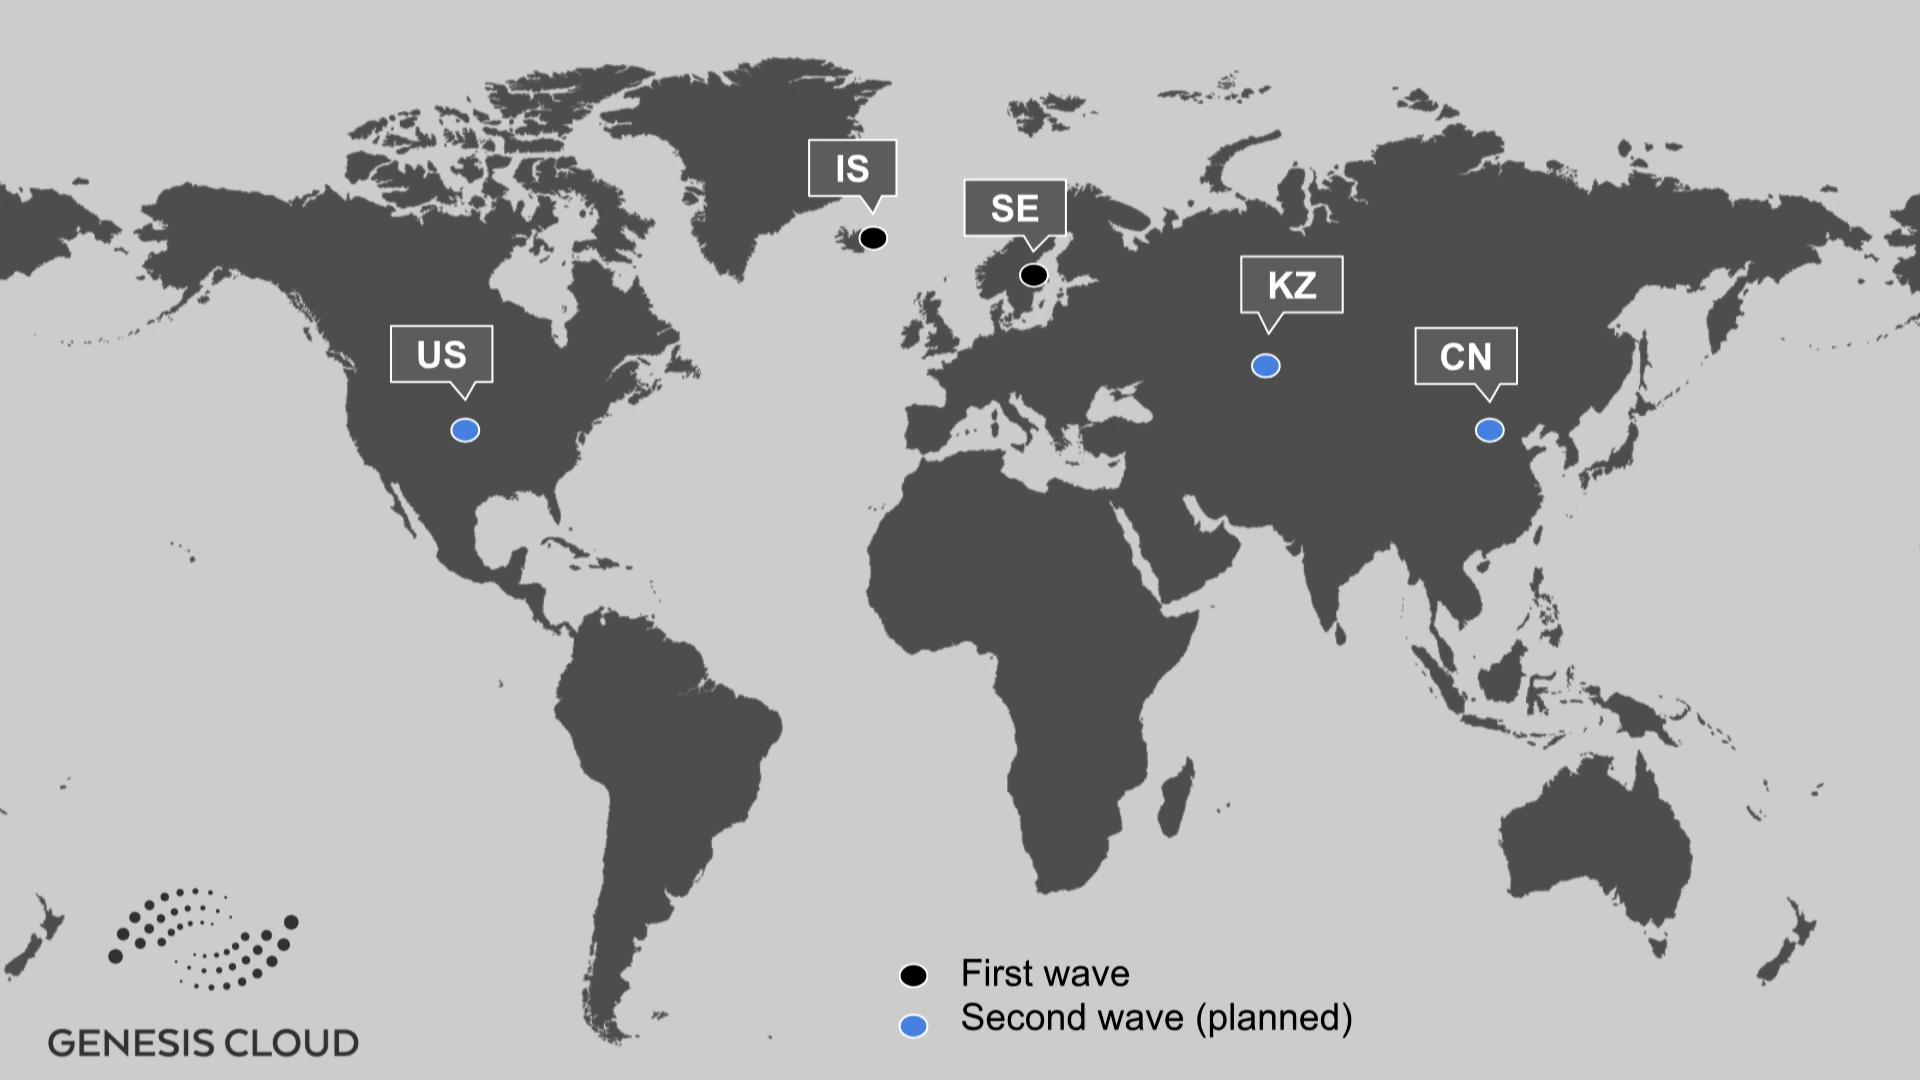 IS
SE
KZ
US
CN
First wave
Second wave (planned)
GENESIS CLOUD